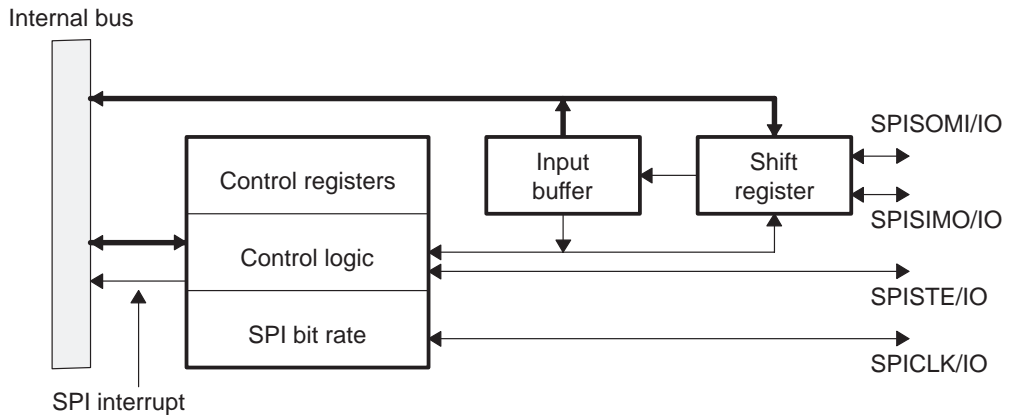 Internal bus
SPISOMI/IO
Input
buffer
Shift
register
Control registers
SPISIMO/IO
Control logic
SPISTE/IO
SPI bit rate
SPICLK/IO
SPI interrupt